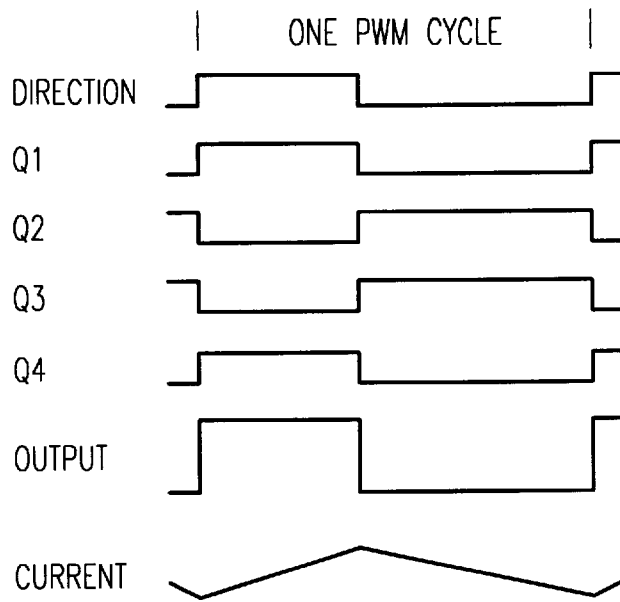 ONE PWM CYCLE
DIRECTION
Q1
Q2
Q3
Q4
OUTPUT
CURRENT